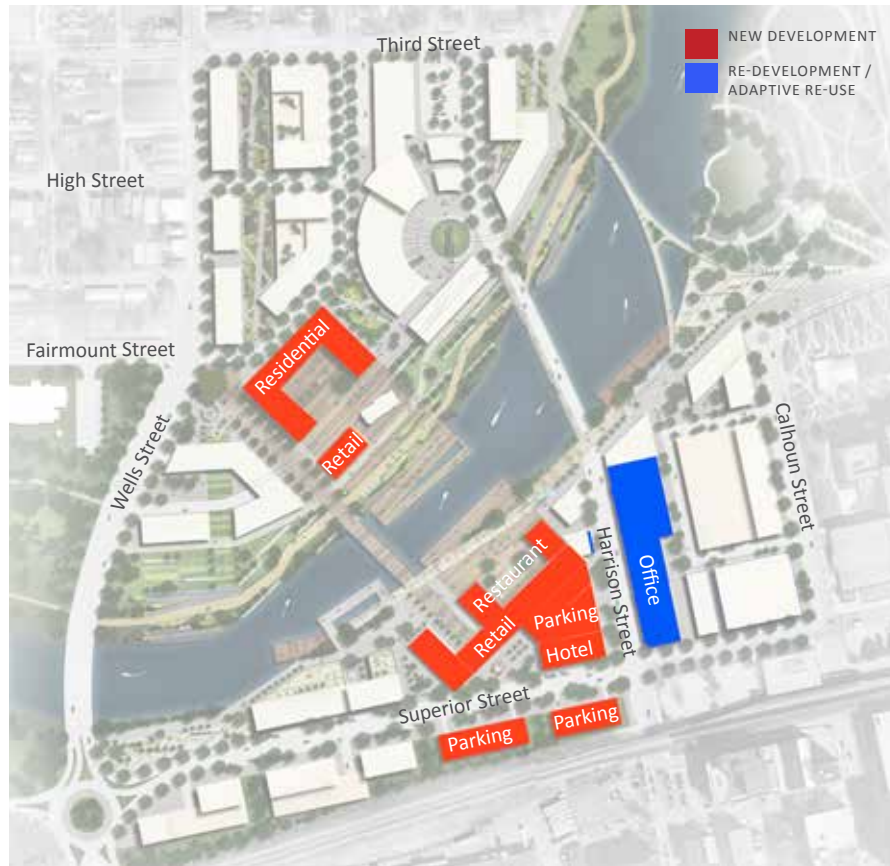 Third Street
NEW DEVELOPMENT
RE-DEVELOPMENT /
ADAPTIVE RE-USE
High Street
Fairmount Street
Residential
Retail
Wells Street
Calhoun Street
Harrison Street
Office
Restaurant
Retail
Parking
Hotel
Superior Street
Parking
Parking